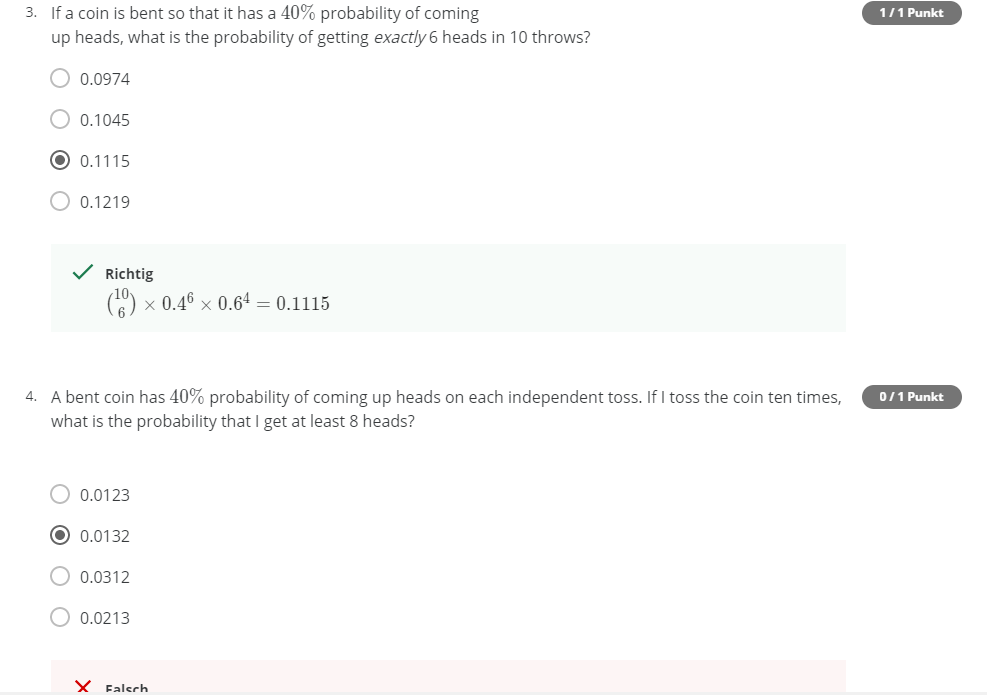 3. If a coin is bent so that it has a 40% probability of coming
1 / 1 Punkt
up heads, what is the probability of getting exactly 6 heads in 10 throws?
0.0974
0.1045
0.1115
0.1219
Richtig
(10 6) × 0.4⁶ × 0.6⁴ = 0.1115
4. A bent coin has 40% probability of coming up heads on each independent toss. If I toss the coin ten times,
0 / 1 Punkt
what is the probability that I get at least 8 heads?
0.0123
0.0132
0.0312
0.0213
Falsch